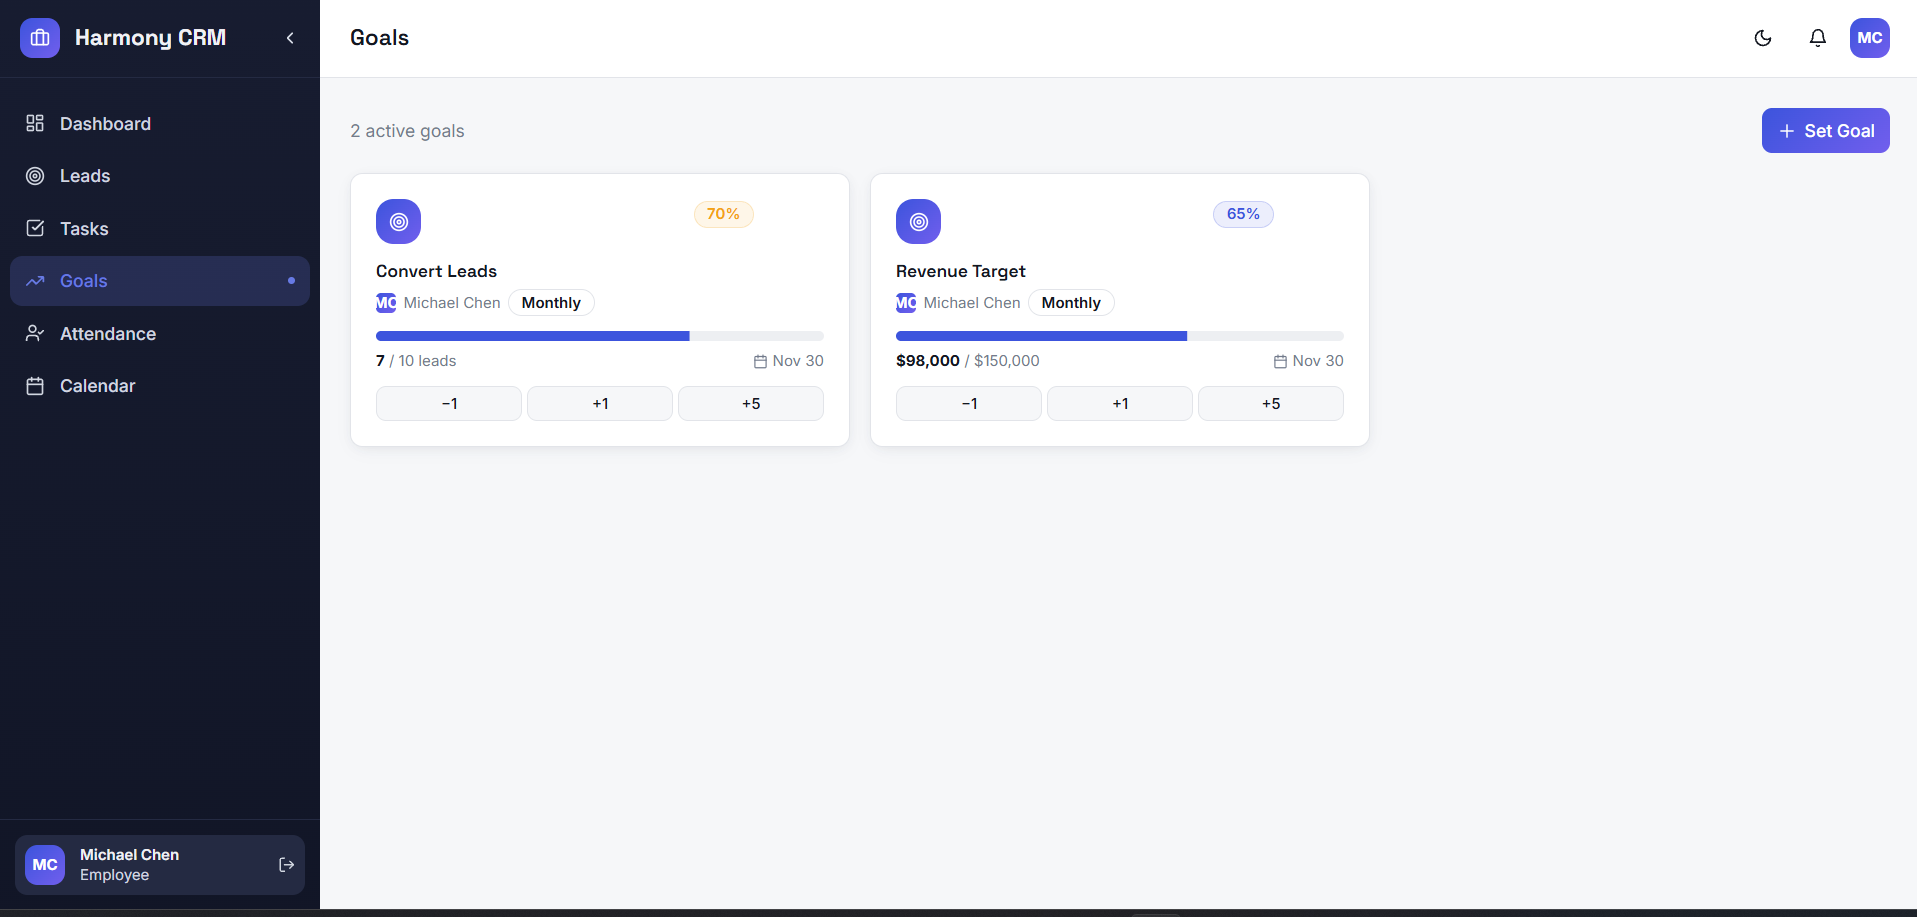 Harmony CRM
Goals
MC
Dashboard
Leads
Tasks
Goals
Attendance
Calendar
2 active goals
+ Set Goal
70%
Convert Leads
MC Michael Chen Monthly
7 / 10 leads Nov 30
−1 +1 +5
65%
Revenue Target
MC Michael Chen Monthly
$98,000 / $150,000 Nov 30
−1 +1 +5
MC
Michael Chen
Employee